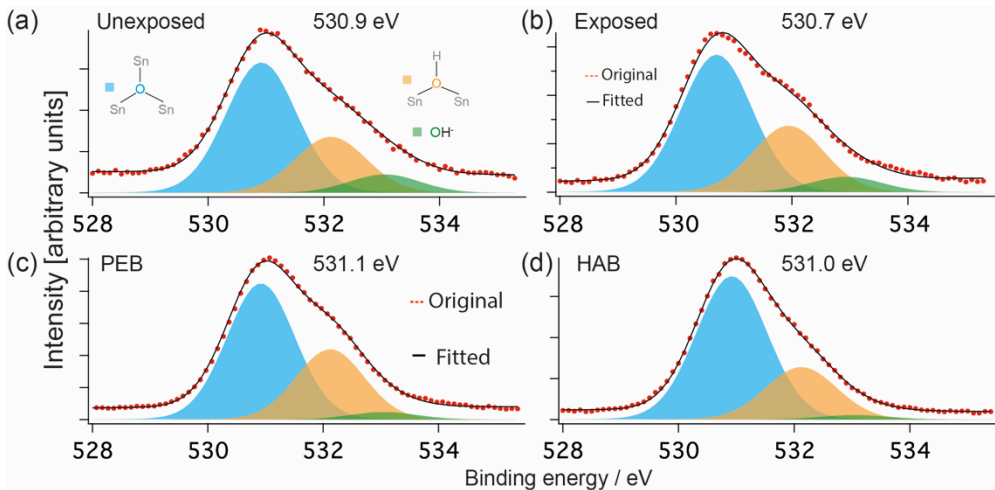 (a) Unexposed 530.9 eV
Sn
O
Sn Sn
H
O
Sn Sn
OH-
528 530 532 534
(b) Exposed 530.7 eV
Original
Fitted
528 530 532 534
(c) PEB 531.1 eV
Original
Fitted
528 530 532 534
(d) HAB 531.0 eV
528 530 532 534
Intensity [arbitrary units]
Binding energy / eV